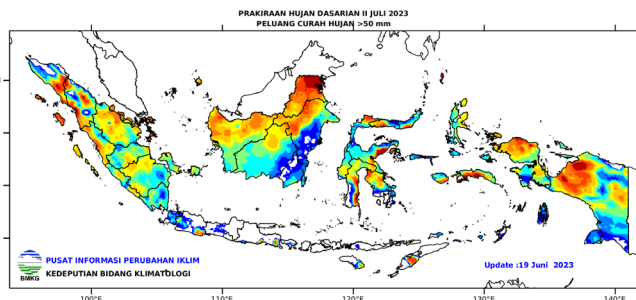 PRAKIRAAN HUJAN DASARIAN II JULI 2023
PELUANG CURAH HUJAN >50 mm
PUSAT INFORMASI PERUBAHAN IKLIM
KEDEPUTIAN BIDANG KLIMATOLOGI
BMKG
Update :19 Juni 2023
100°E 110°E 120°E 130°E 140°E